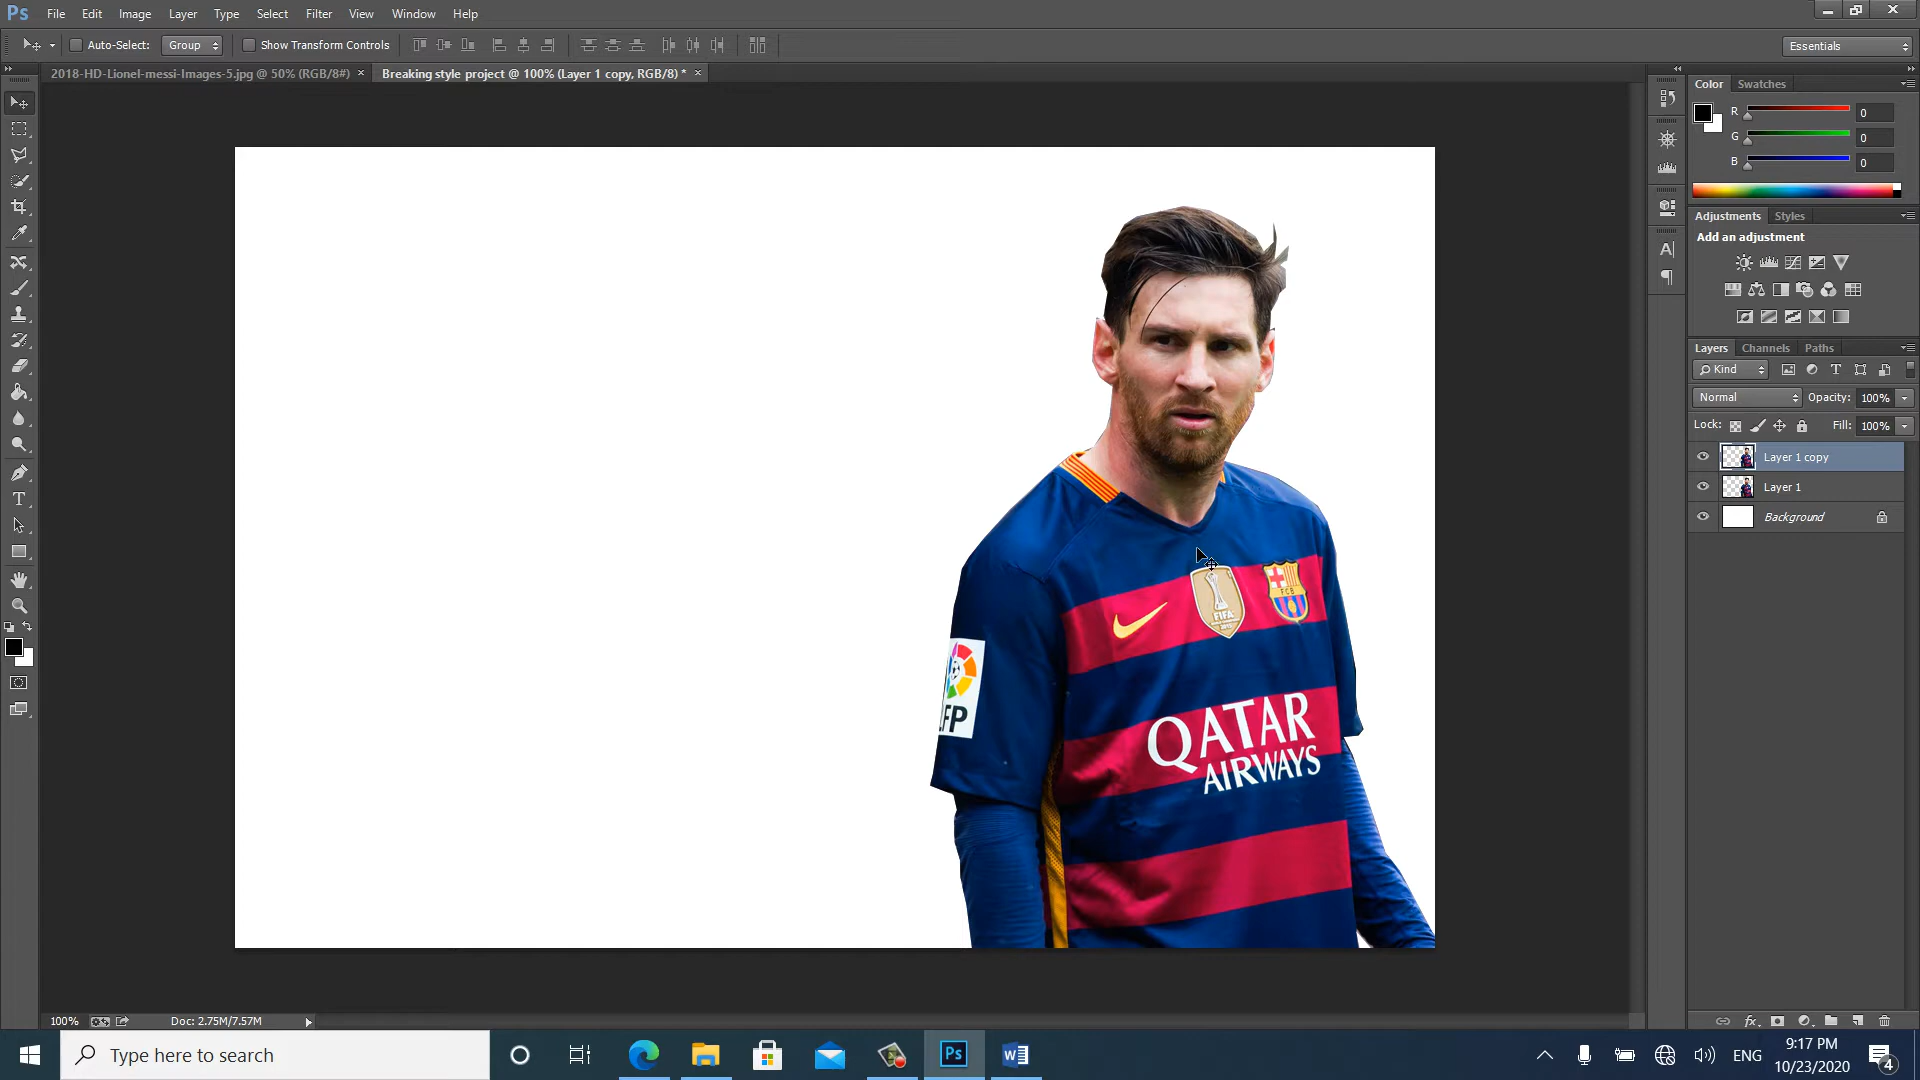 Ps File Edit Image Layer Type Select Filter View Window Help
Auto-Select: Group Show Transform Controls Essentials
2018-HD-Lionel-messi-Images-5.jpg @ 50% (RGB/8#) × Breaking style project @ 100% (Layer 1 copy, RGB/8) * ×
Color Swatches
R 0
G 0
B 0
Adjustments Styles
Add an adjustment
Layers Channels Paths
Kind
Normal Opacity: 100%
Lock: Fill: 100%
Layer 1 copy
Layer 1
Background
FIFA
FCB
FP
QATAR
AIRWAYS
100% Doc: 2.75M/7.57M
Type here to search
ENG
9:17 PM
10/23/2020
4